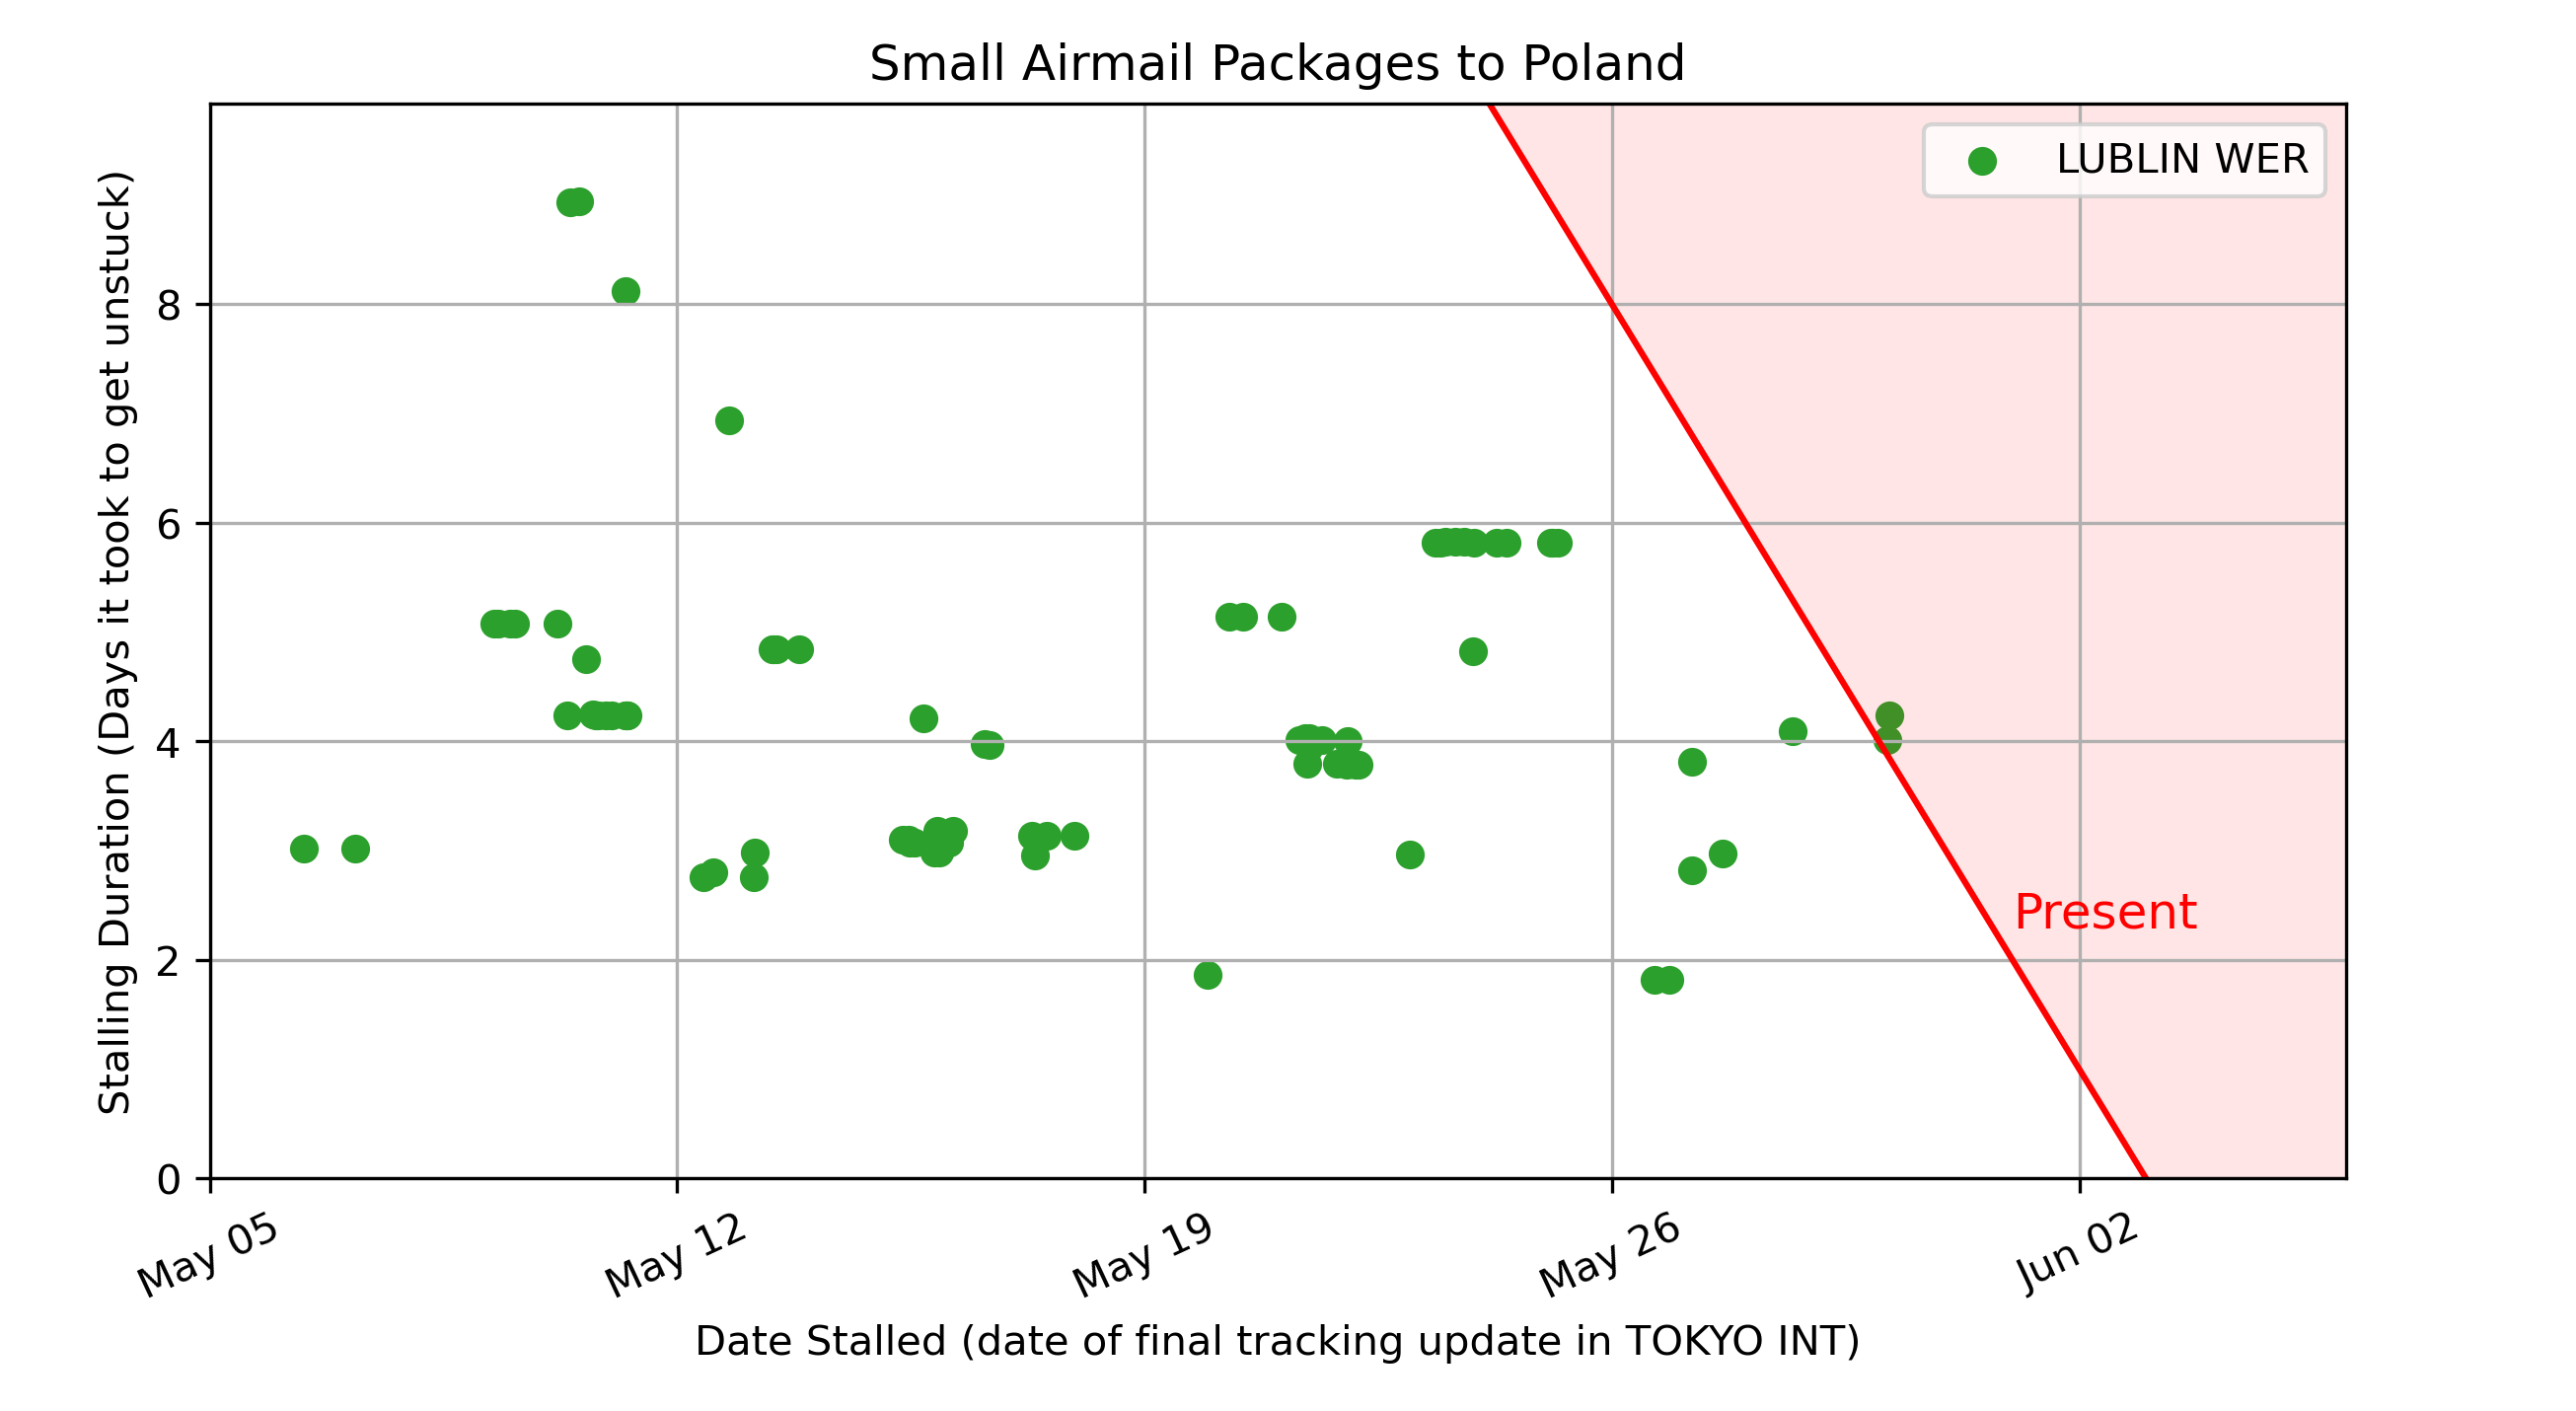 Small Airmail Packages to Poland
LUBLIN WER
Stalling Duration (Days it took to get unstuck)
8
6
4
2
0
Present
May 05
May 12
May 19
May 26
Jun 02
Date Stalled (date of final tracking update in TOKYO INT)